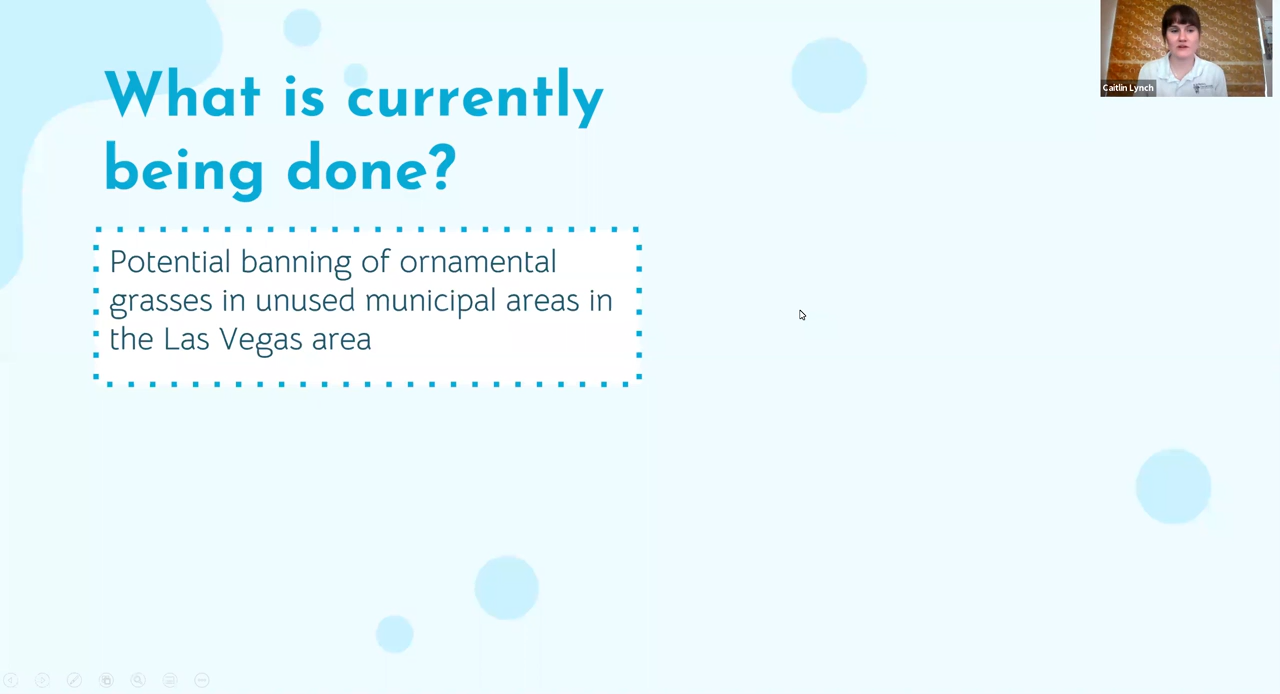 What is currently
being done?
Potential banning of ornamental
grasses in unused municipal areas in
the Las Vegas area
Caitlin Lynch